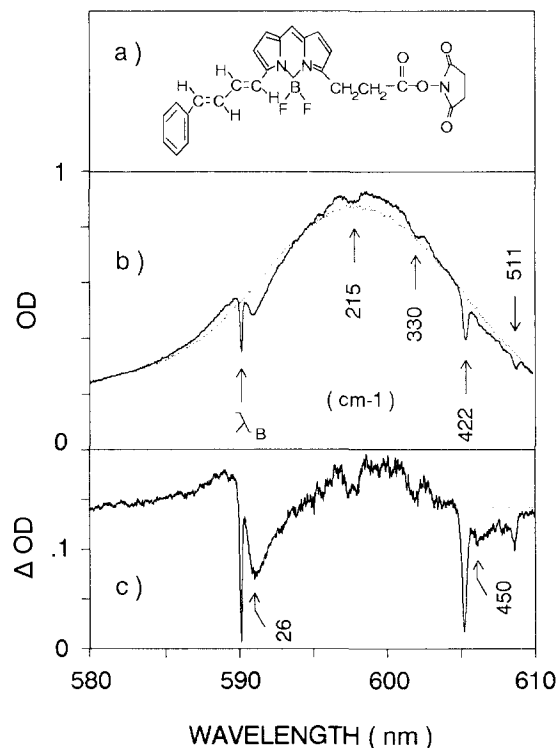 a )
H H H H
C=C C=C
N N B F F
CH₂CH₂-C-O-N
O O O
1
b )
OD
215
330
511
422
λB
( cm-1 )
0
Δ OD
.1
c )
26
450
0
580 590 600 610
WAVELENGTH ( nm )